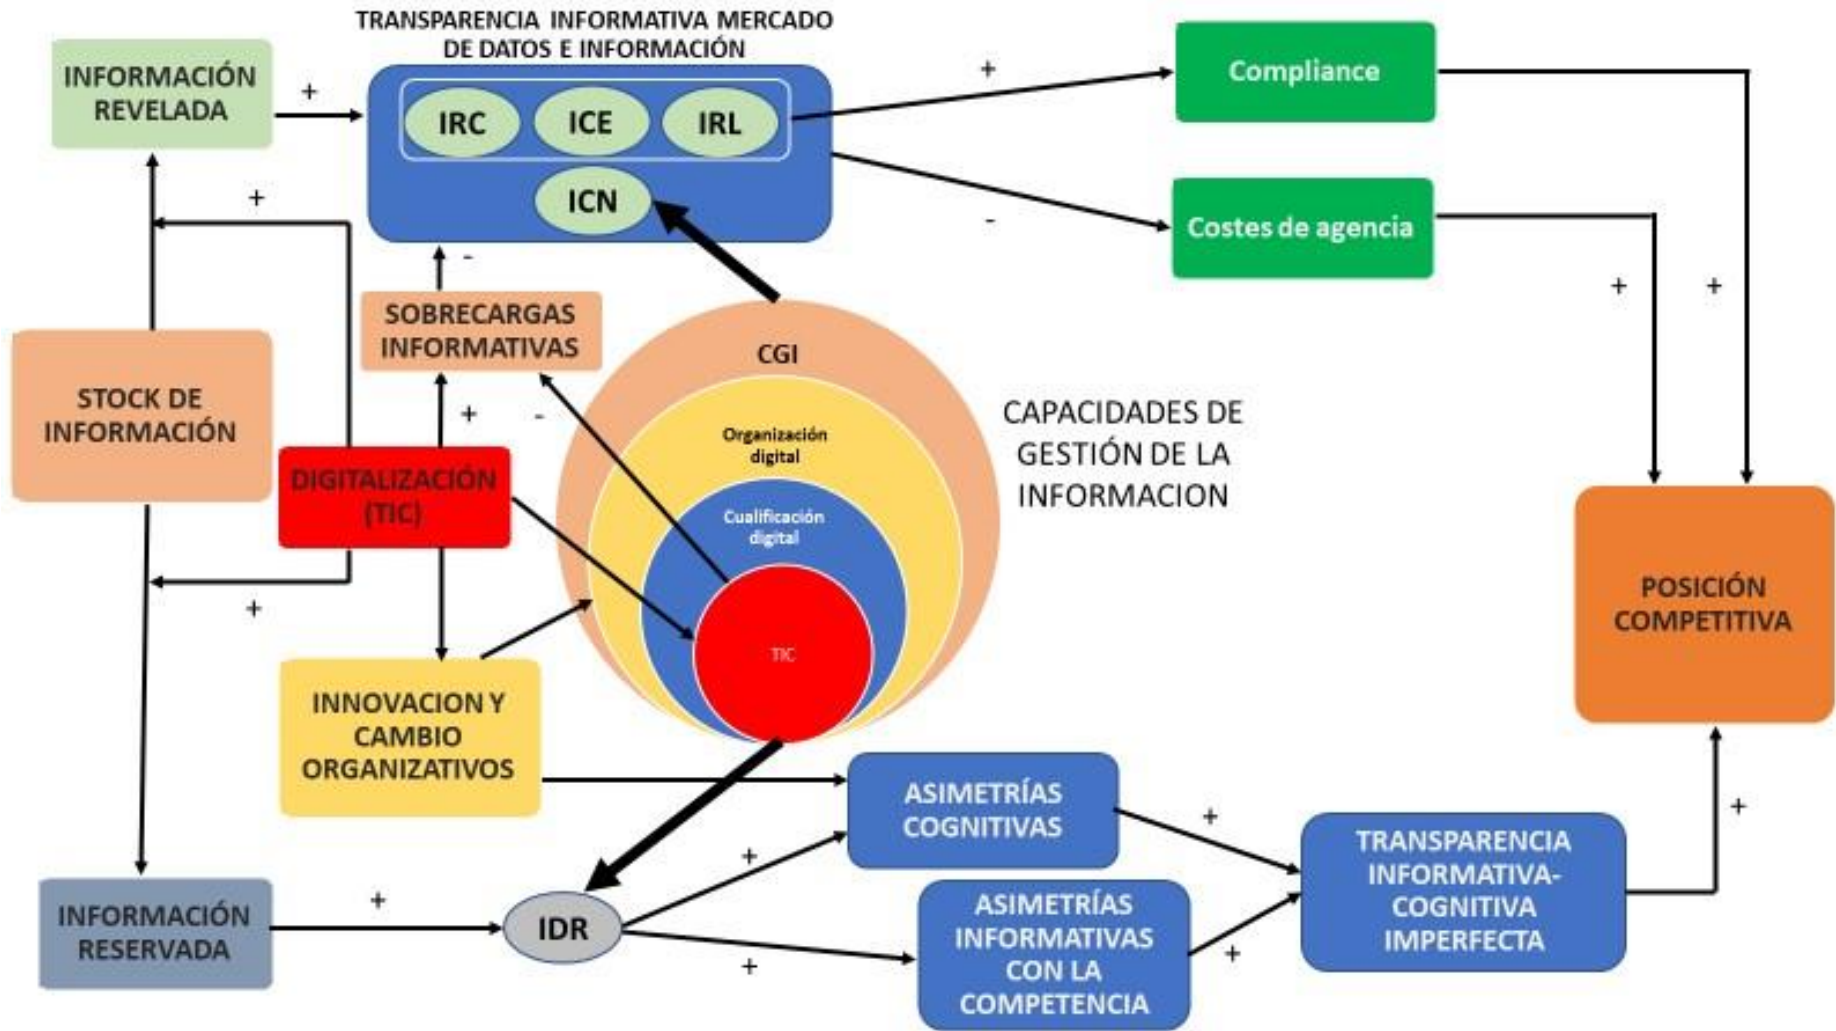 TRANSPARENCIA INFORMATIVA MERCADO
DE DATOS E INFORMACIÓN
INFORMACIÓN
REVELADA
+
IRC
ICE
IRL
ICN
+
Compliance
-
Costes de agencia
+
+
+
-
SOBRECARGAS
INFORMATIVAS
STOCK DE
INFORMACIÓN
+
-
CGI
Organización
digital
Cualificación
digital
TIC
CAPACIDADES DE
GESTIÓN DE LA
INFORMACION
DIGITALIZACIÓN
(TIC)
+
POSICIÓN
COMPETITIVA
INNOVACION Y
CAMBIO
ORGANIZATIVOS
ASIMETRÍAS
COGNITIVAS
+
+
+
TRANSPARENCIA
INFORMATIVA-
COGNITIVA
IMPERFECTA
INFORMACIÓN
RESERVADA
+
IDR
+
ASIMETRÍAS
INFORMATIVAS
CON LA
COMPETENCIA
+